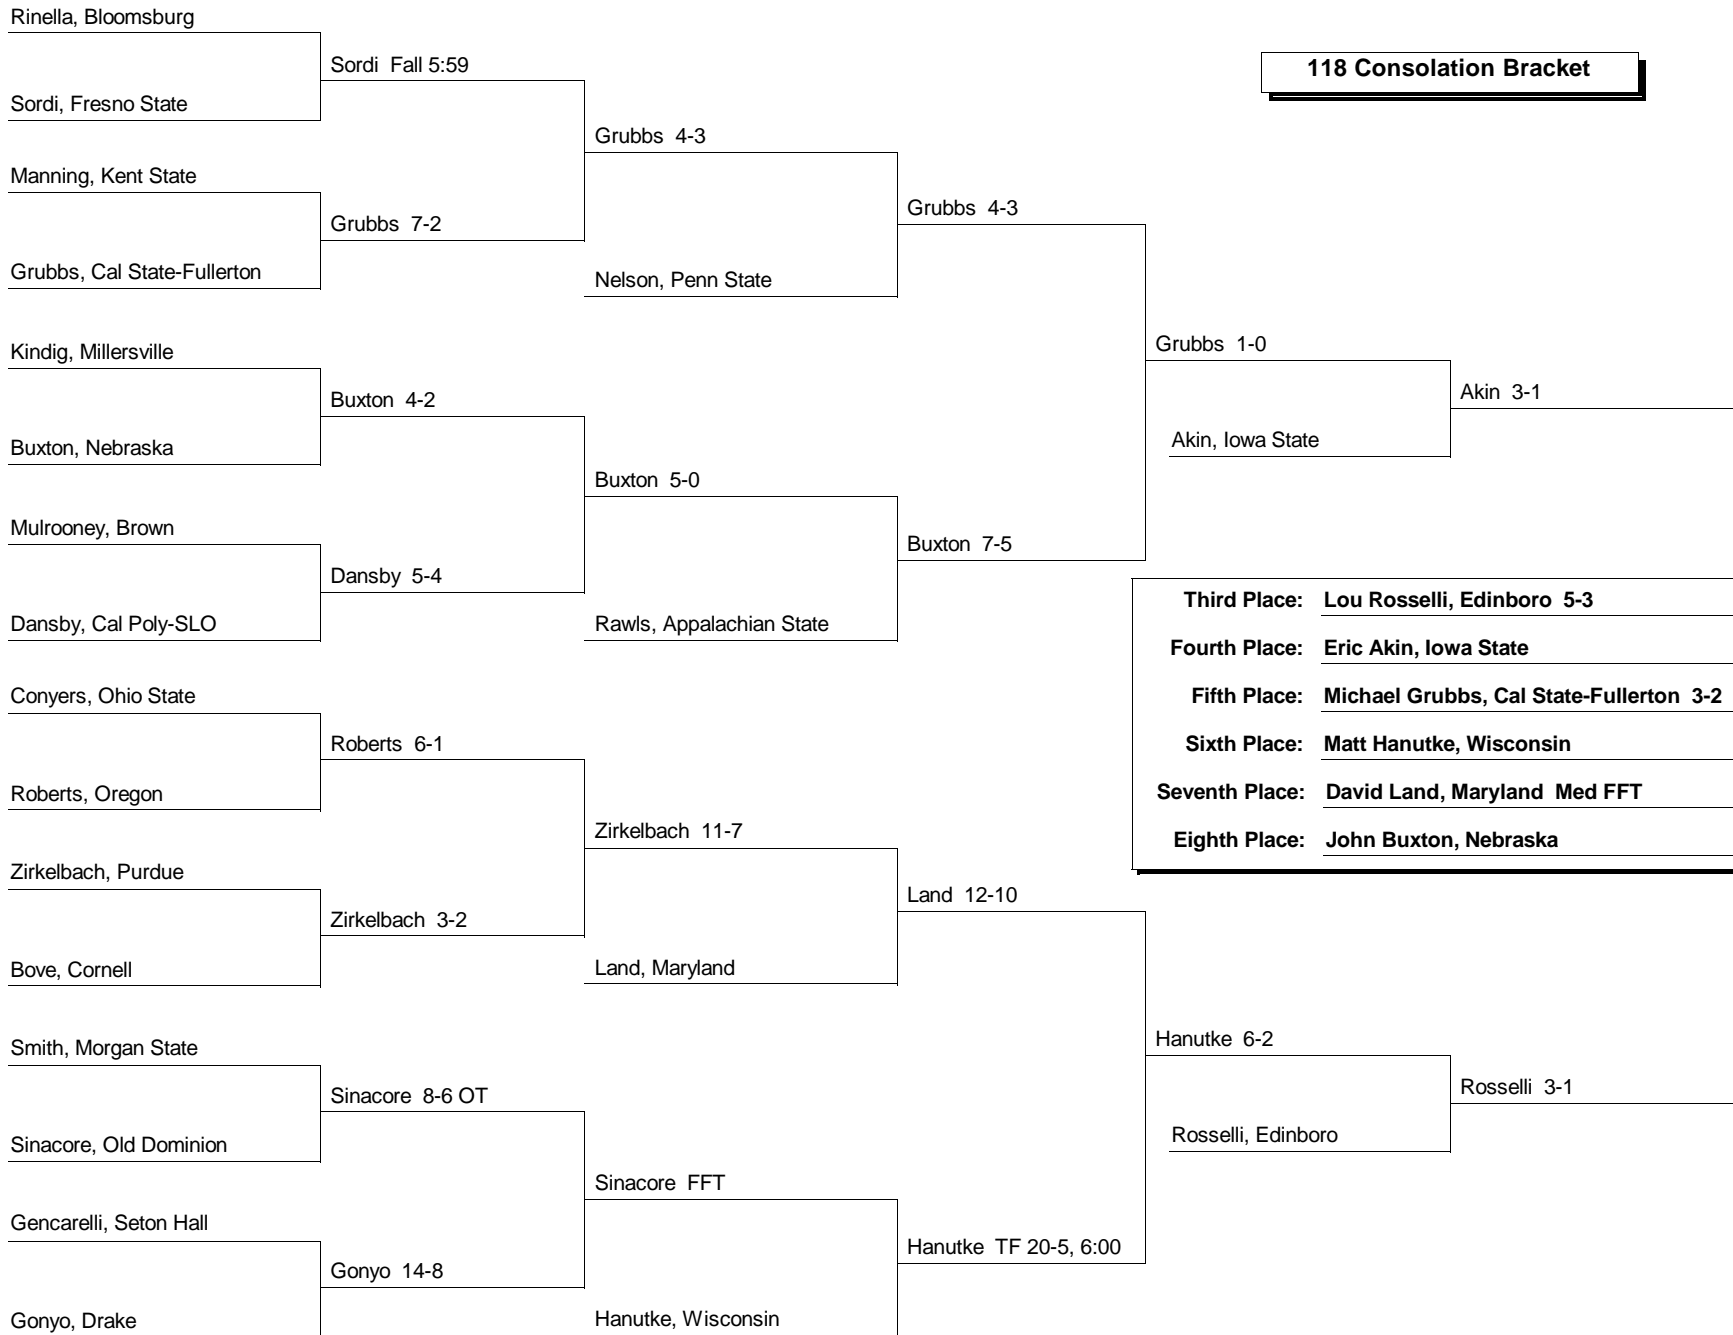 Rinella, Bloomsburg
Sordi  Fall 5:59
118 Consolation Bracket
Sordi, Fresno State
Grubbs  4-3
Manning, Kent State
Grubbs  4-3
Grubbs  7-2
Grubbs, Cal State-Fullerton
Nelson, Penn State
Grubbs  1-0
Kindig, Millersville
Akin  3-1
Buxton  4-2
Akin, Iowa State
Buxton, Nebraska
Buxton  5-0
Mulrooney, Brown
Buxton  7-5
Dansby  5-4
Third Place: Lou Rosselli, Edinboro  5-3
Dansby, Cal Poly-SLO
Rawls, Appalachian State
Fourth Place: Eric Akin, Iowa State
Conyers, Ohio State
Fifth Place: Michael Grubbs, Cal State-Fullerton  3-2
Roberts  6-1
Sixth Place: Matt Hanutke, Wisconsin
Roberts, Oregon
Seventh Place: David Land, Maryland  Med FFT
Zirkelbach  11-7
Eighth Place: John Buxton, Nebraska
Zirkelbach, Purdue
Land  12-10
Zirkelbach  3-2
Bove, Cornell
Land, Maryland
Smith, Morgan State
Hanutke  6-2
Sinacore  8-6 OT
Rosselli  3-1
Sinacore, Old Dominion
Rosselli, Edinboro
Sinacore  FFT
Gencarelli, Seton Hall
Hanutke  TF 20-5, 6:00
Gonyo  14-8
Gonyo, Drake
Hanutke, Wisconsin